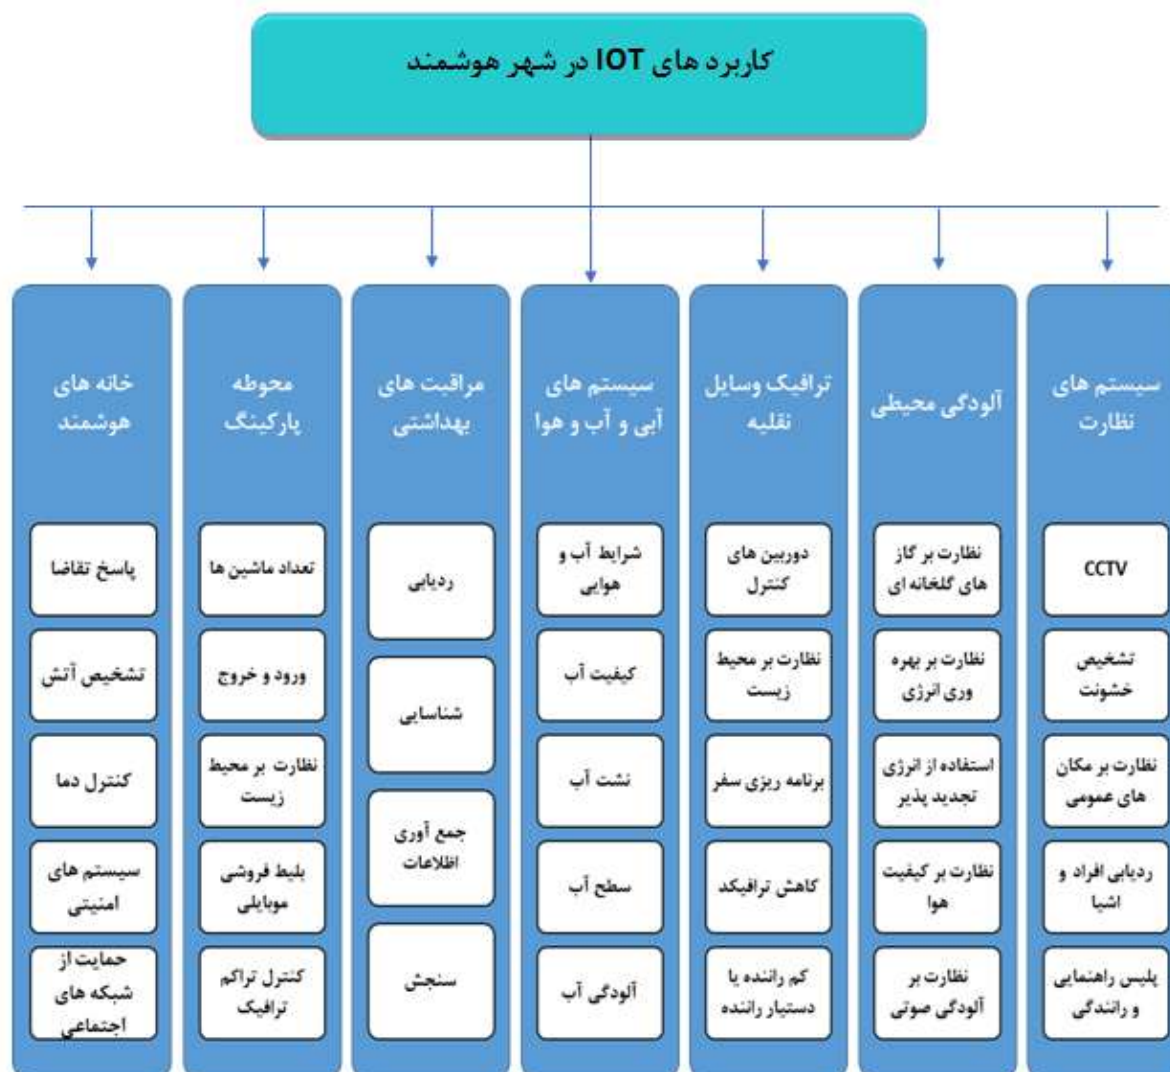 کاربرد های IOT در شهر هوشمند
سیستم های
نظارت
CCTV
تشخیص
خشونت
نظارت بر مکان
های عمومی
ردیابی افراد و
اشیا
پلیس راهنمایی
و رانندگی
آلودگی محیطی
نظارت بر گاز
های گلخانه ای
نظارت بر بهره
وری انرژی
استفاده از انرژی
تجدید پذیر
نظارت بر کیفیت
هوا
نظارت بر
آلودگی صوتی
ترافیک وسایل
نقلیه
دوربین های
کنترل
نظارت بر محیط
زیست
برنامه ریزی سفر
کاهش ترافیکد
کم راننده یا
دستیار راننده
سیستم های
آبی و آب و هوا
شرایط آب و
هوایی
کیفیت آب
نشت آب
سطح آب
آلودگی آب
مراقبت های
بهداشتی
ردیابی
شناسایی
جمع آوری
اظلاعات
سنجش
محوطه
پارکینگ
تعداد ماشین ها
ورود و خروج
نظارت بر محیط
زیست
بلیط فروشی
موبایلی
کنترل تراکم
ترافیک
خانه های
هوشمند
پاسخ تقاضا
تشخیص آتش
کنترل دما
سیستم های
امنیتی
حمایت از
شبکه های
اجتماعی